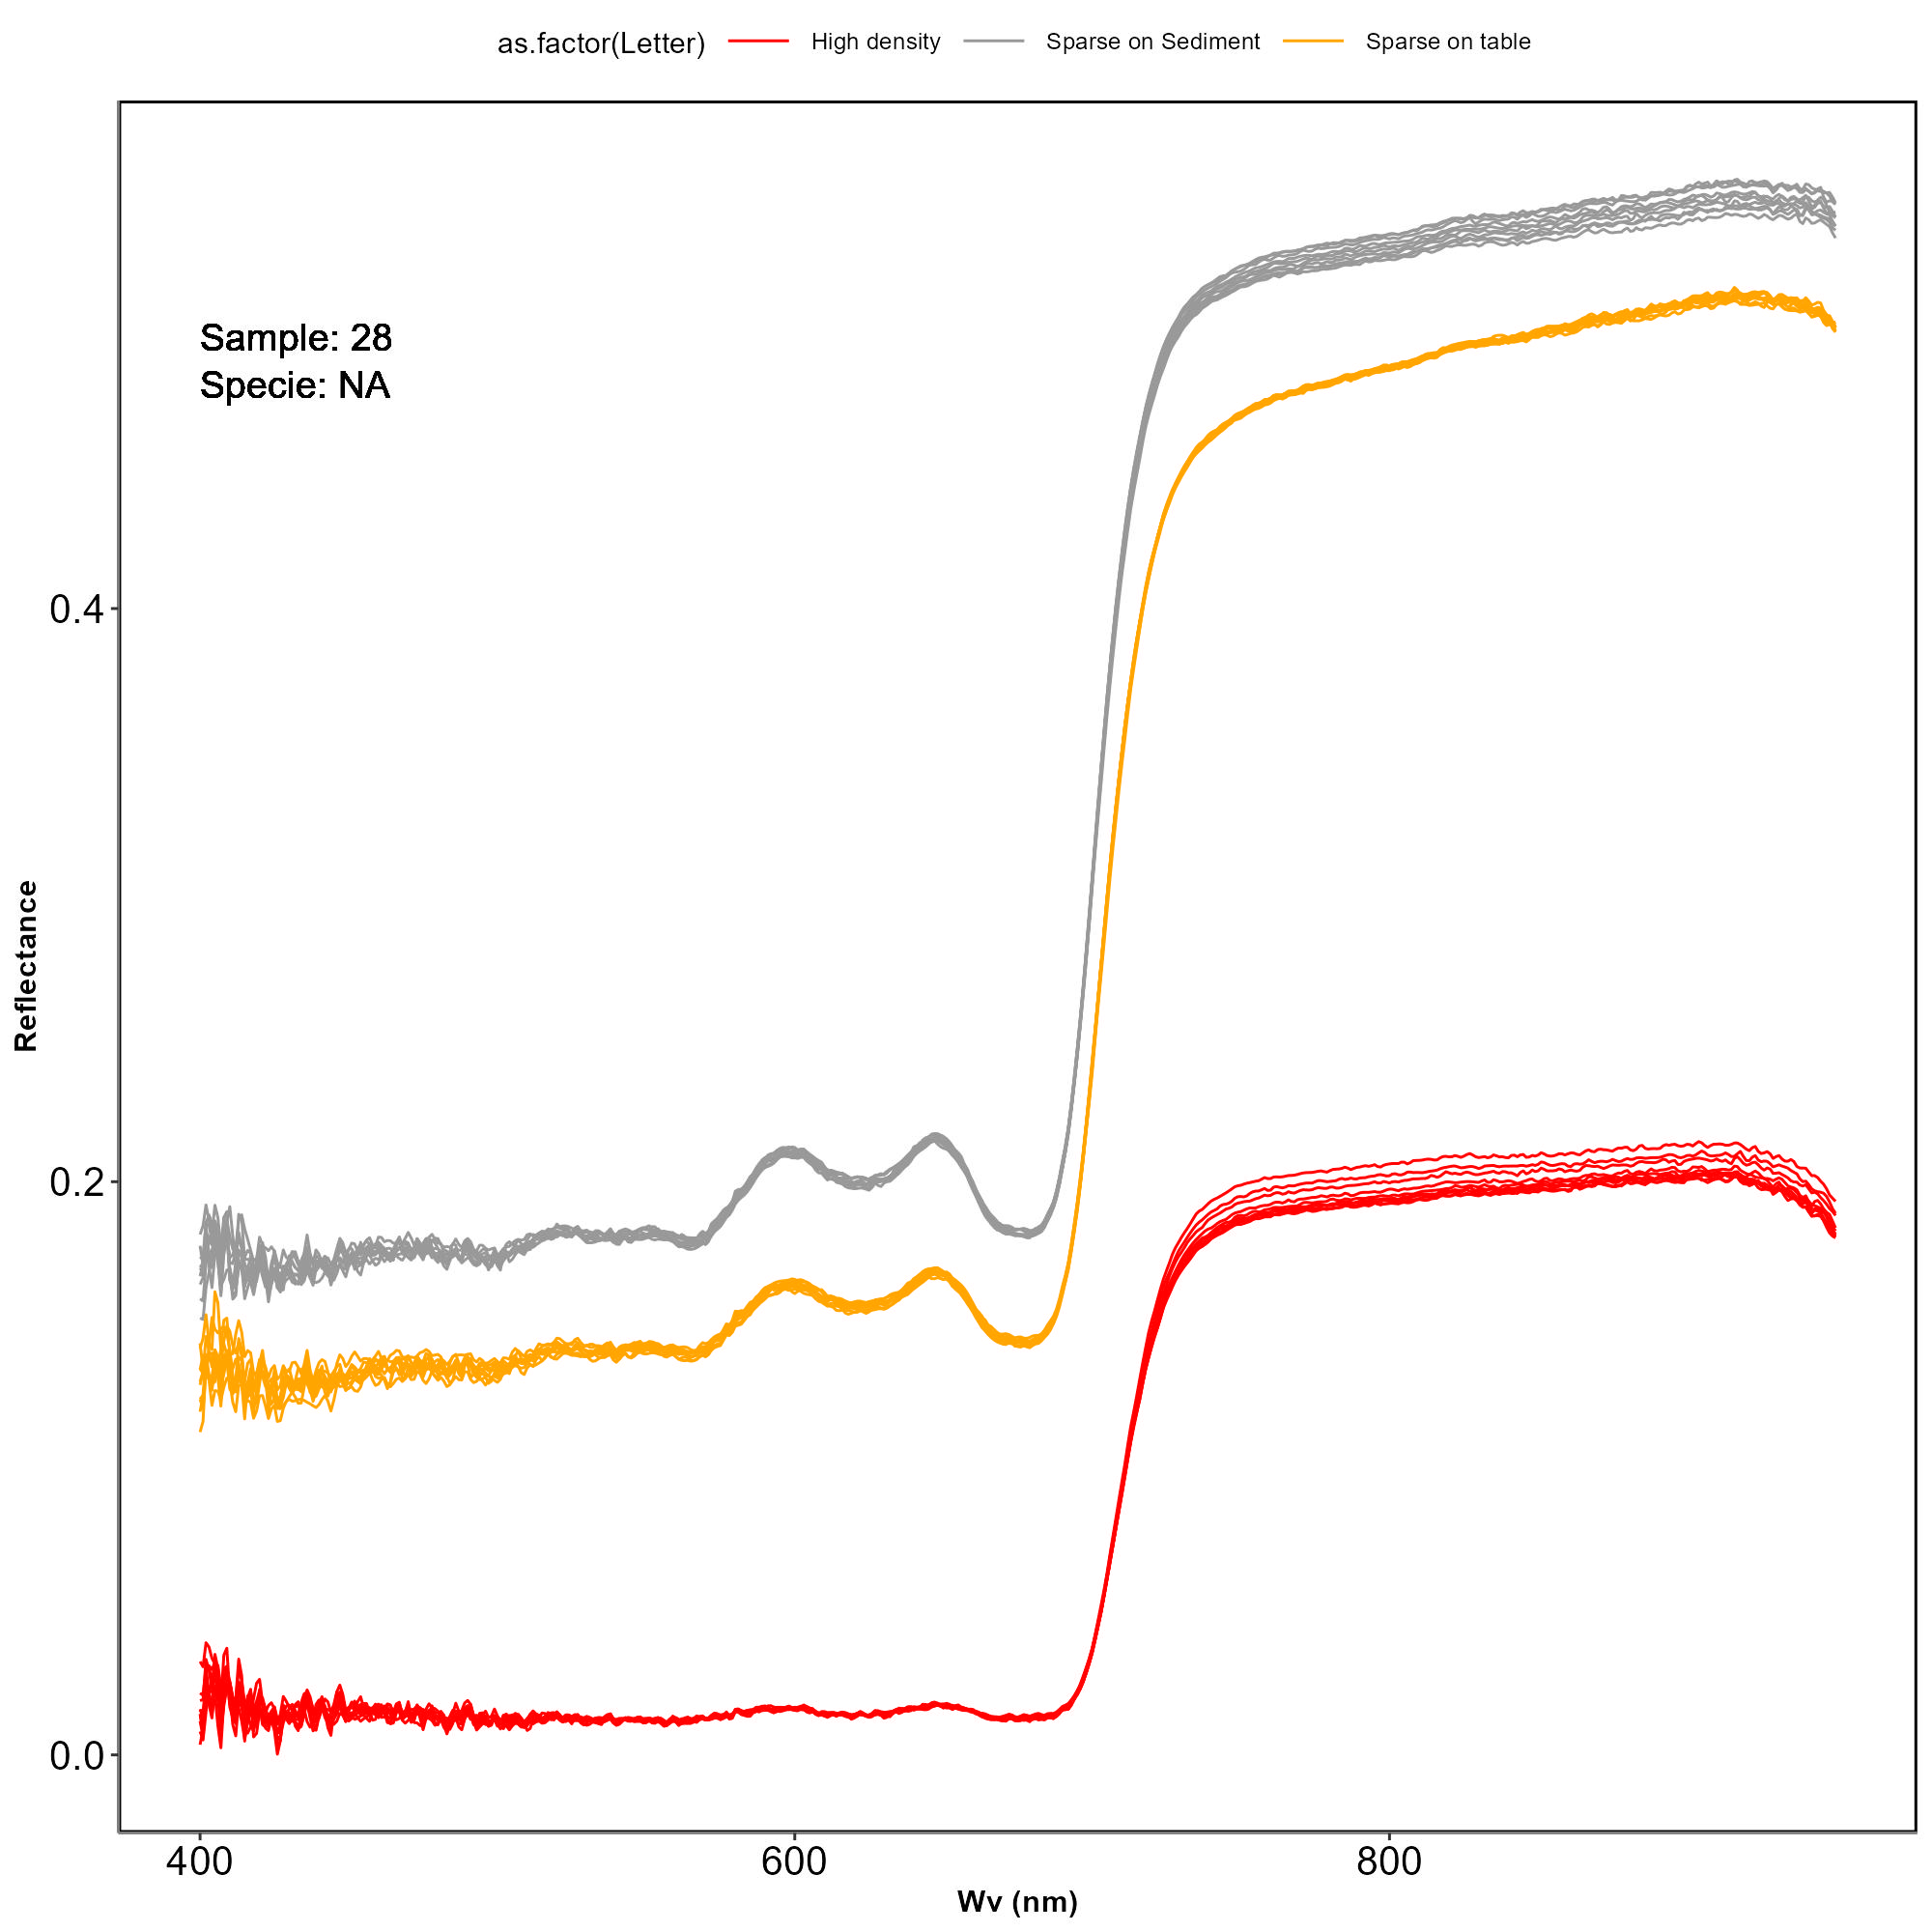 as.factor(Letter) High density Sparse on Sediment Sparse on table
Sample: 28
Specie: NA
0.4
0.2
0.0
Reflectance
400 600 800
Wv (nm)